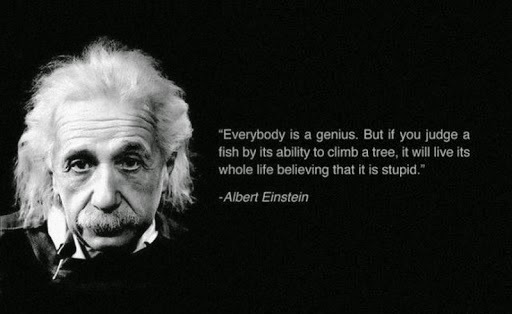 “Everybody is a genius. But if you judge a
fish by its ability to climb a tree, it will live its
whole life believing that it is stupid.”
-Albert Einstein